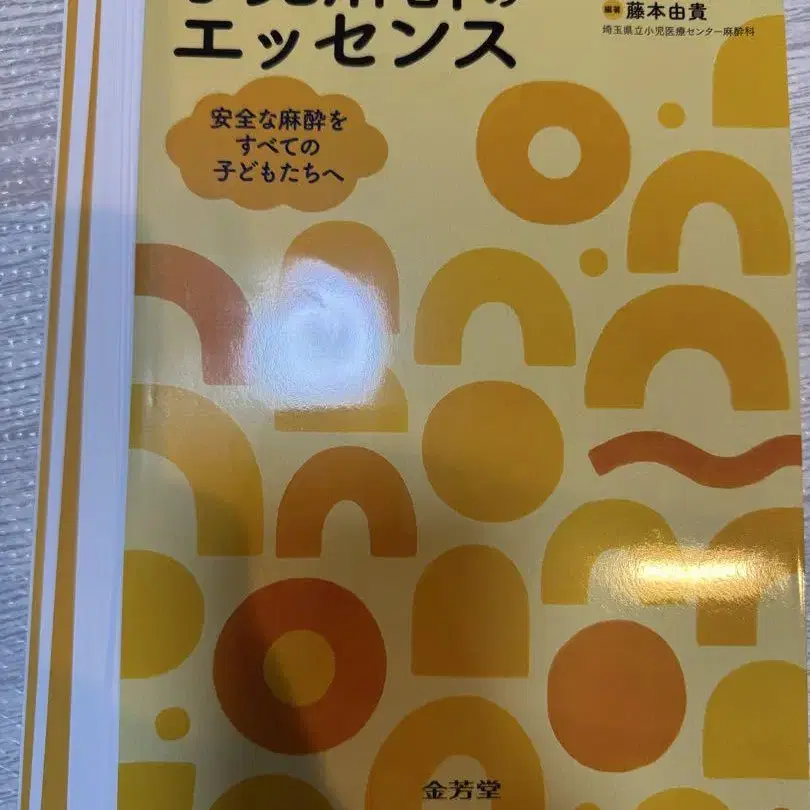 エッセンス
編著 藤本由貴
埼玉県立小児医療センター麻酔科
安全な麻酔を
すべての
子どもたちへ
金芳堂